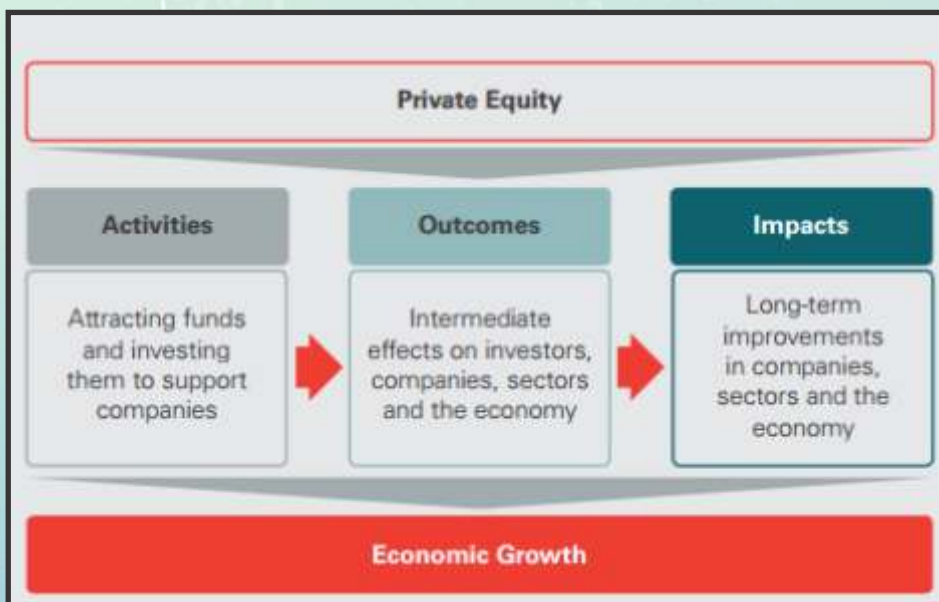 Private Equity
Activities
Outcomes
Impacts
Attracting funds
and investing
them to support
companies
Intermediate
effects on investors,
companies, sectors
and the economy
Long-term
improvements
in companies,
sectors and the
economy
Economic Growth